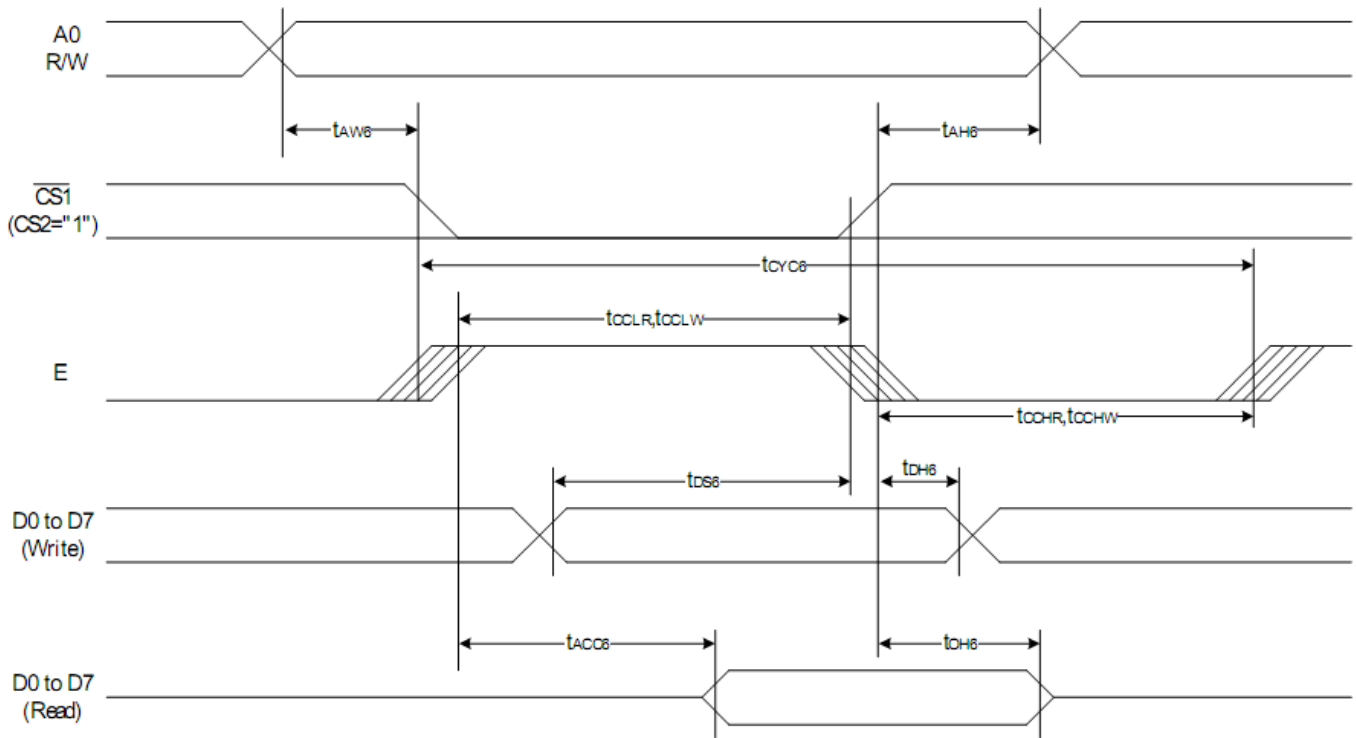 A0
R/W
tAW6
tAH6
CS1
(CS2="1")
tCYC6
tCCLR,tCCLW
E
tCCHR,tCCHW
tDS6
tDH6
D0 to D7
(Write)
tACC6
tOH6
D0 to D7
(Read)